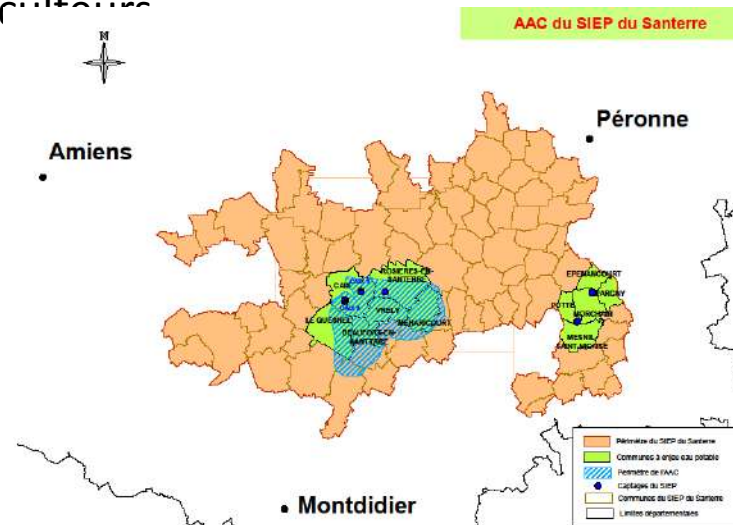 AAC du SIEP du Santerre
N
Péronne
Amiens
ROSIERES-EN-
SANTERRE
CAIX
EPENANCOURT
PARGNY
POTTE
MORCHAIN
VRELY
LE QUESNEL
MEHARICOURT
BEAUFORT-EN-
SANTERRE
MESNIL
SAINT-NICAISE
Périmètre du SIEP du Santerre
Communes à enjeu eau potable
Périmètre de l'AAC
Captages du SIEP
Communes du SIEP du Santerre
Limites départementales
Montdidier